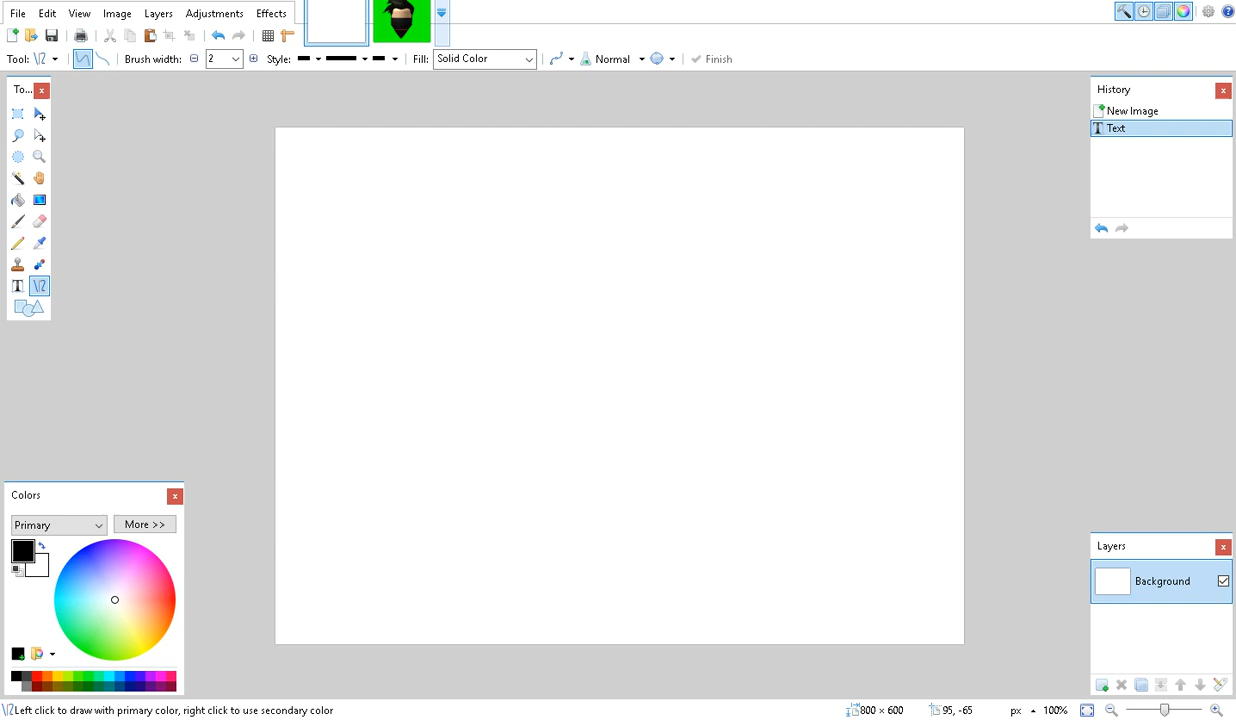 File Edit View Image Layers Adjustments Effects
Tool: Brush width: 2 Style: Fill: Solid Color Normal Finish
To... x
History x
New Image
Text
Colors x
Primary More >>
Layers x
Background
Left click to draw with primary color, right click to use secondary color 800 × 600 95, -65 px 100%